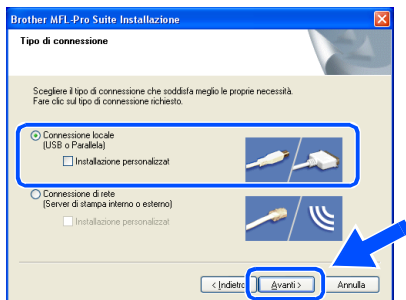 Brother MFL-Pro Suite Installazione
Tipo di connessione
Scegliere il tipo di connessione che soddisfa meglio le proprie necessità.
Fare clic sul tipo di connessione richiesto.
Connessione locale
(USB o Parallela)
Installazione personalizzat
Connessione di rete
(Server di stampa interno o esterno)
Installazione personalizzat
< Indietro
Avanti >
Annulla